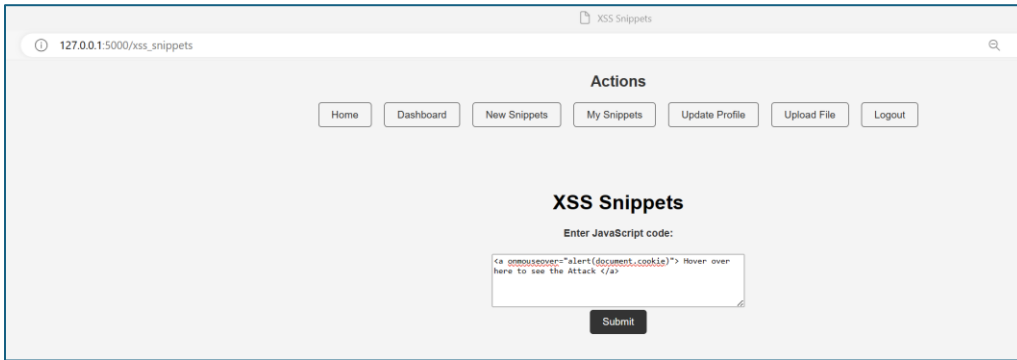 XSS Snippets
127.0.0.1:5000/xss_snippets
Actions
Home Dashboard New Snippets My Snippets Update Profile Upload File Logout
XSS Snippets
Enter JavaScript code:
<a onmouseover="alert(document.cookie)"> Hover over
here to see the Attack </a>
Submit